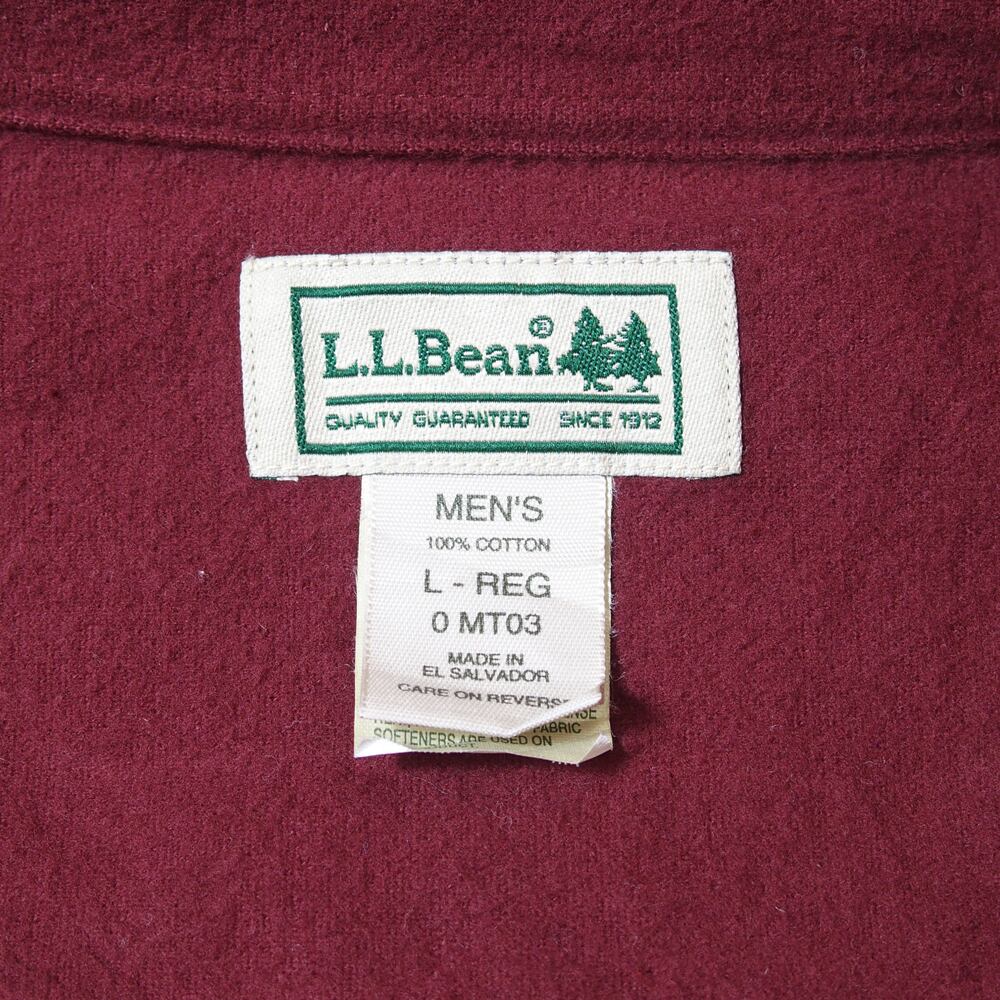 L.L.Bean®
QUALITY GUARANTEED SINCE 1912
MEN'S
100% COTTON
L - REG
0 MT03
MADE IN
EL SALVADOR
CARE ON REVERSE
FABRIC
SOFTENERS ARE USED ON